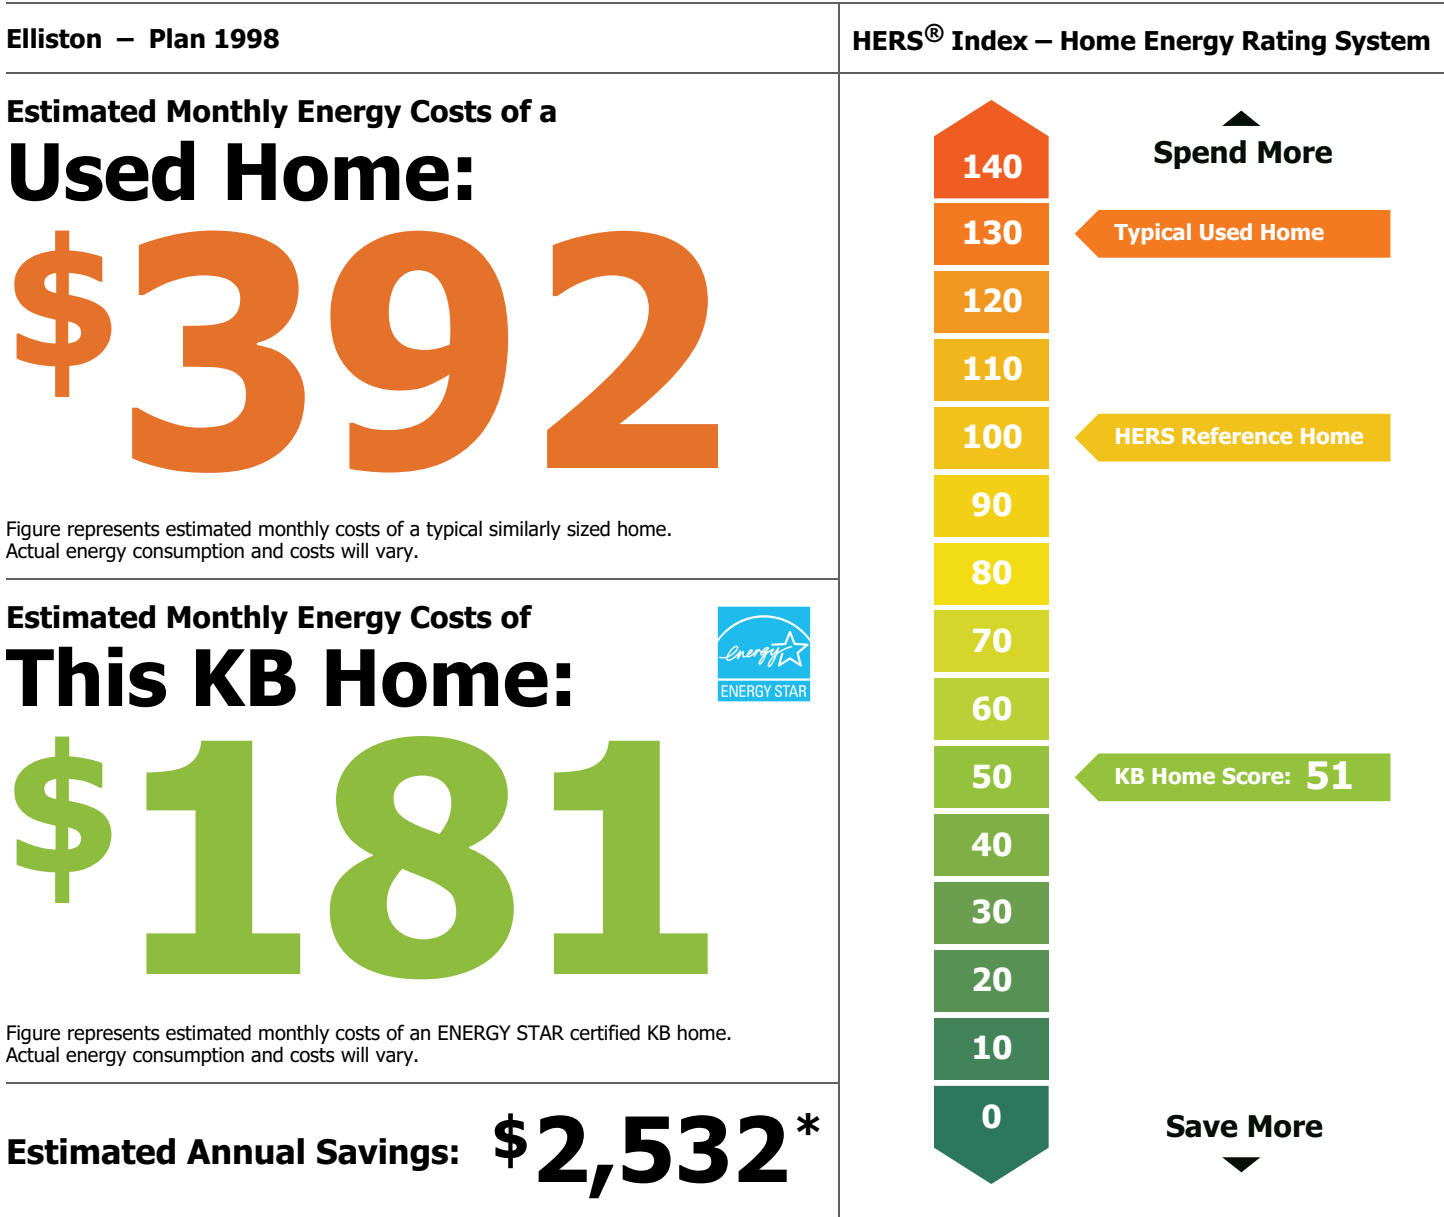 Elliston – Plan 1998
Estimated Monthly Energy Costs of a
Used Home:
$392
Figure represents estimated monthly costs of a typical similarly sized home.
Actual energy consumption and costs will vary.
Estimated Monthly Energy Costs of
This KB Home:
energy
ENERGY STAR
$181
Figure represents estimated monthly costs of an ENERGY STAR certified KB home.
Actual energy consumption and costs will vary.
Estimated Annual Savings: $2,532*
HERS® Index – Home Energy Rating System
Spend More
140
130 Typical Used Home
120
110
100 HERS Reference Home
90
80
70
60
50 KB Home Score: 51
40
30
20
10
0
Save More